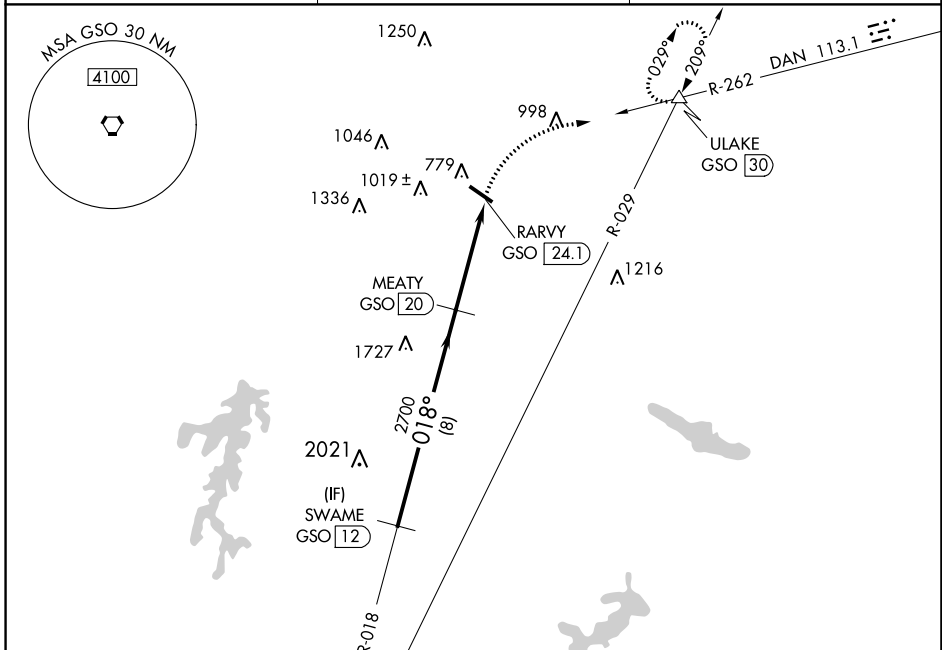 MSA GSO 30 NM
4100
1250
029°
209°
DAN 113.1
R-262
998
1046
779
1019 ±
1336
ULAKE
GSO 30
RARVY
GSO 24.1
R-029
1216
MEATY
GSO 20
1727
2700
018°
(8)
2021
(IF)
SWAME
GSO 12
R-018